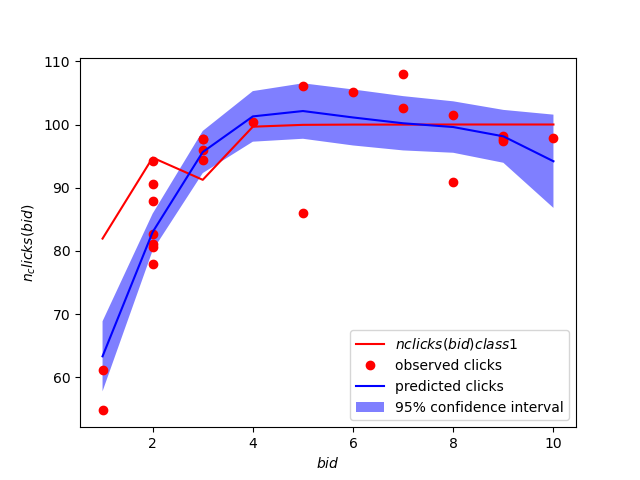 110
100
90
80
70
60
n_clicks(bid)
2
4
6
8
10
bid
nclicks(bid)class1
observed clicks
predicted clicks
95% confidence interval